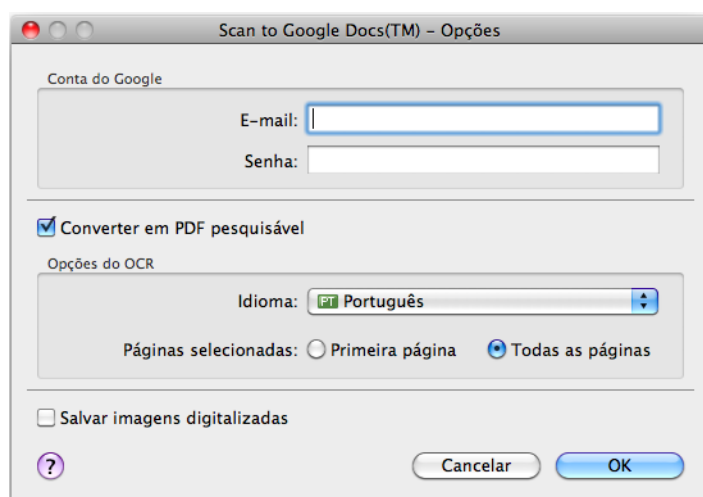 Scan to Google Docs(TM) – Opções
Conta do Google
E-mail:
Senha:
Converter em PDF pesquisável
Opções do OCR
Idioma: PT Português
Páginas selecionadas: Primeira página Todas as páginas
Salvar imagens digitalizadas
? Cancelar OK